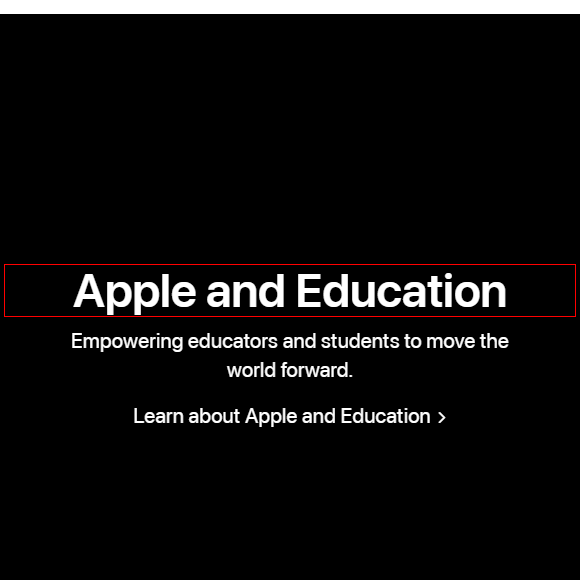 Apple and Education
Empowering educators and students to move the
world forward.
Learn about Apple and Education >